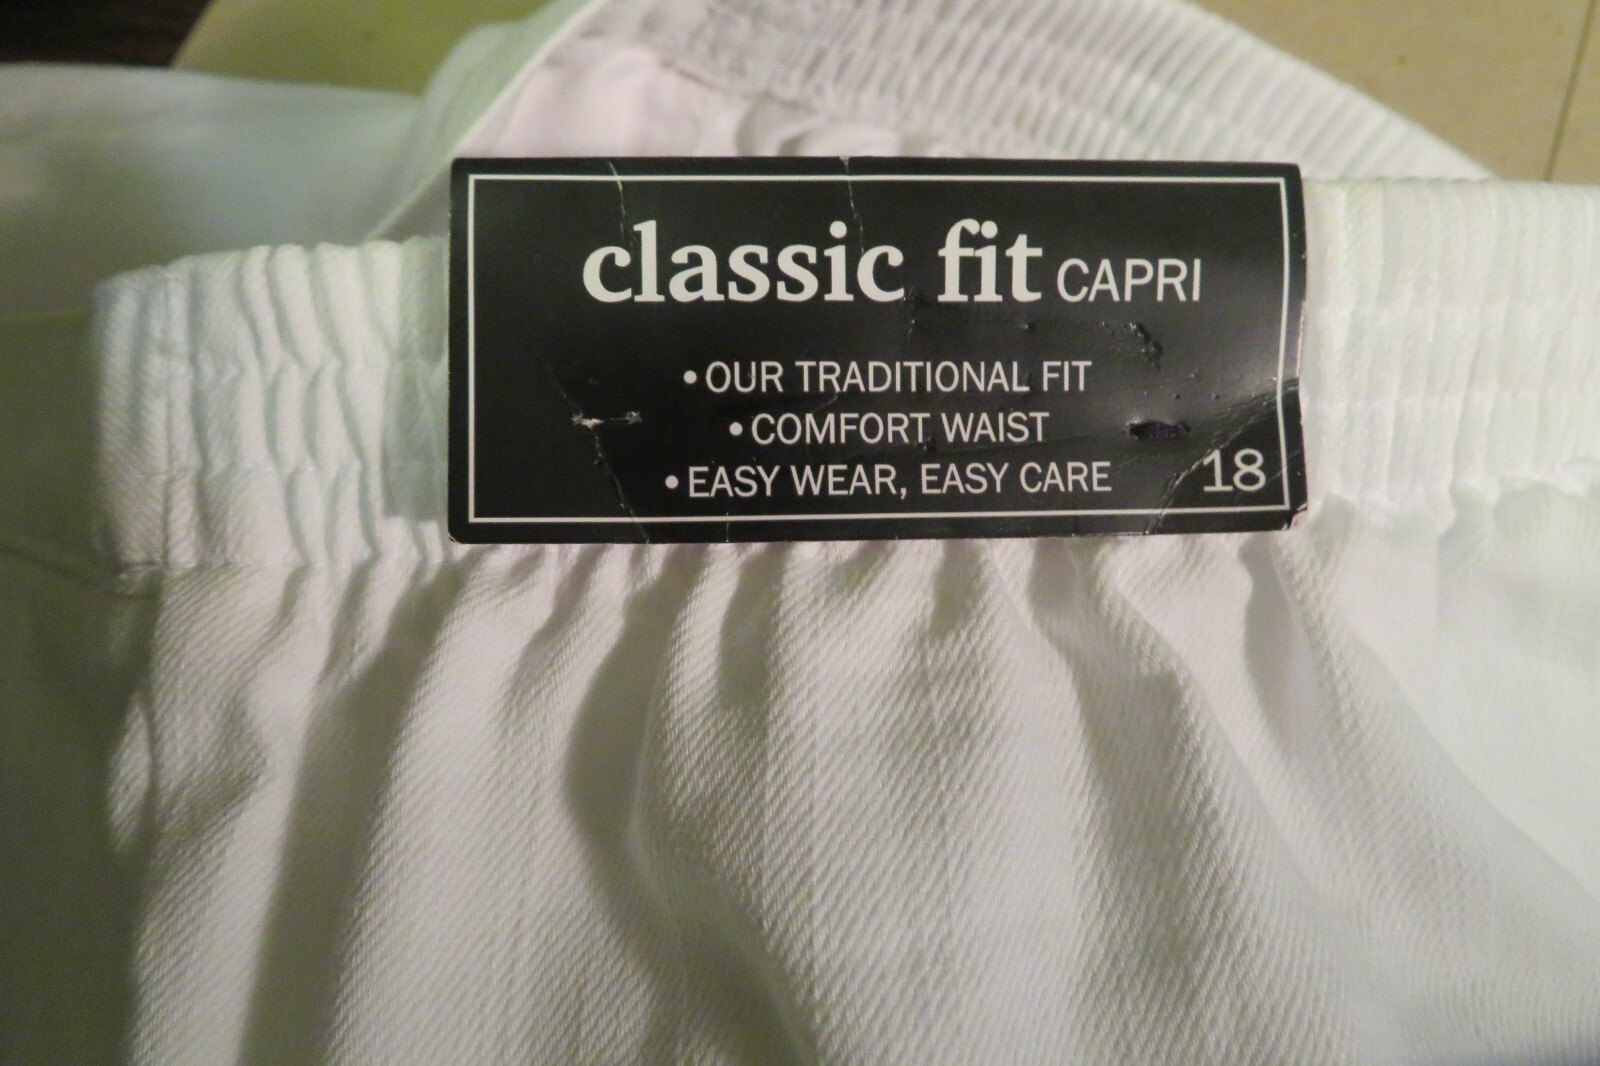 classic fit CAPRI
• OUR TRADITIONAL FIT
• COMFORT WAIST
• EASY WEAR, EASY CARE
18